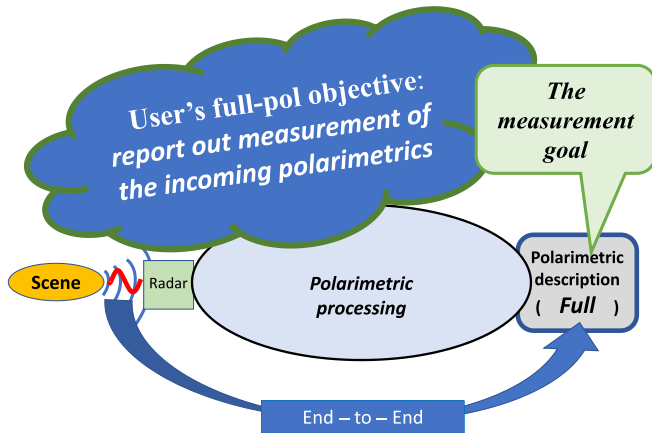 User’s full-pol objective:
report out measurement of
the incoming polarimetrics
The
measurement
goal
Scene
Radar
Polarimetric
processing
Polarimetric
description
( Full )
End – to – End